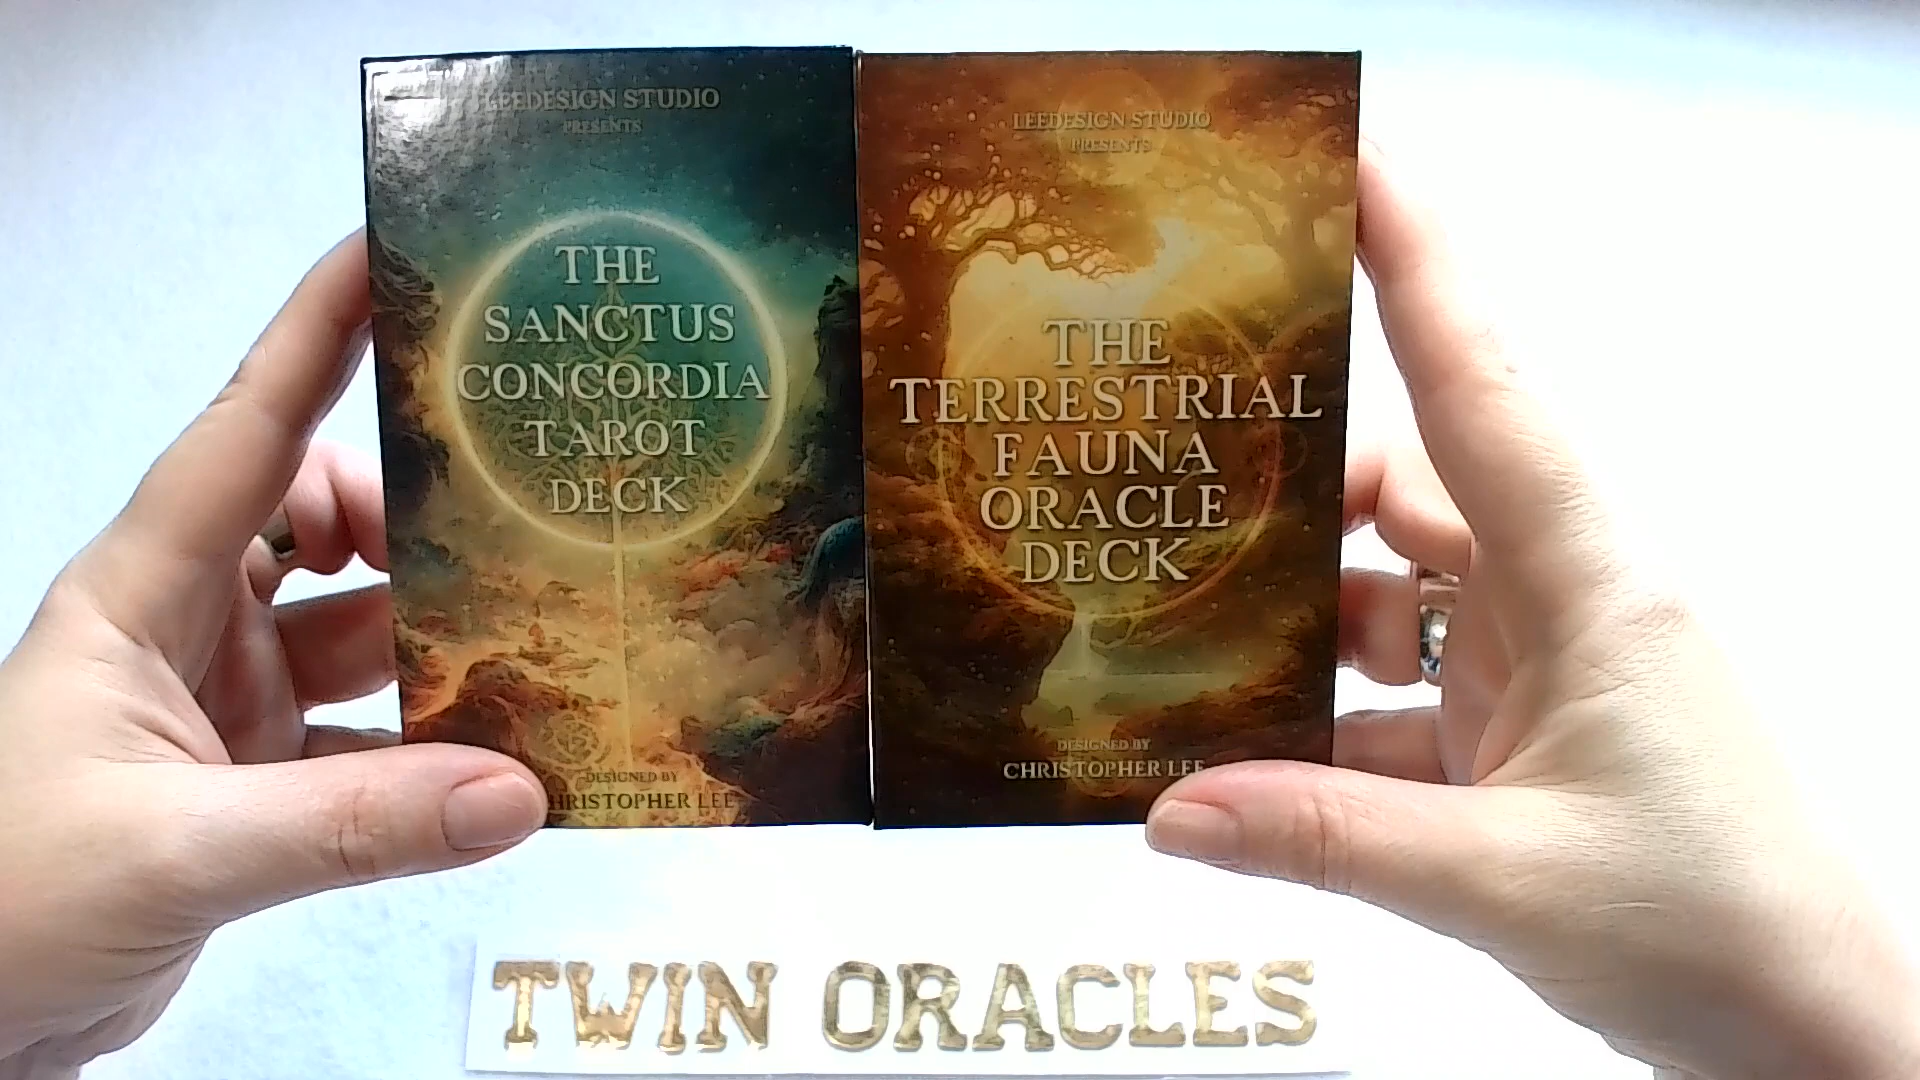 LEEDESIGN STUDIO
PRESENTS
THE
SANCTUS
CONCORDIA
TAROT
DECK
DESIGNED BY
CHRISTOPHER LEE
LEEDESIGN STUDIO
PRESENTS
THE
TERRESTRIAL
FAUNA
ORACLE
DECK
DESIGNED BY
CHRISTOPHER LEE
TWIN ORACLES